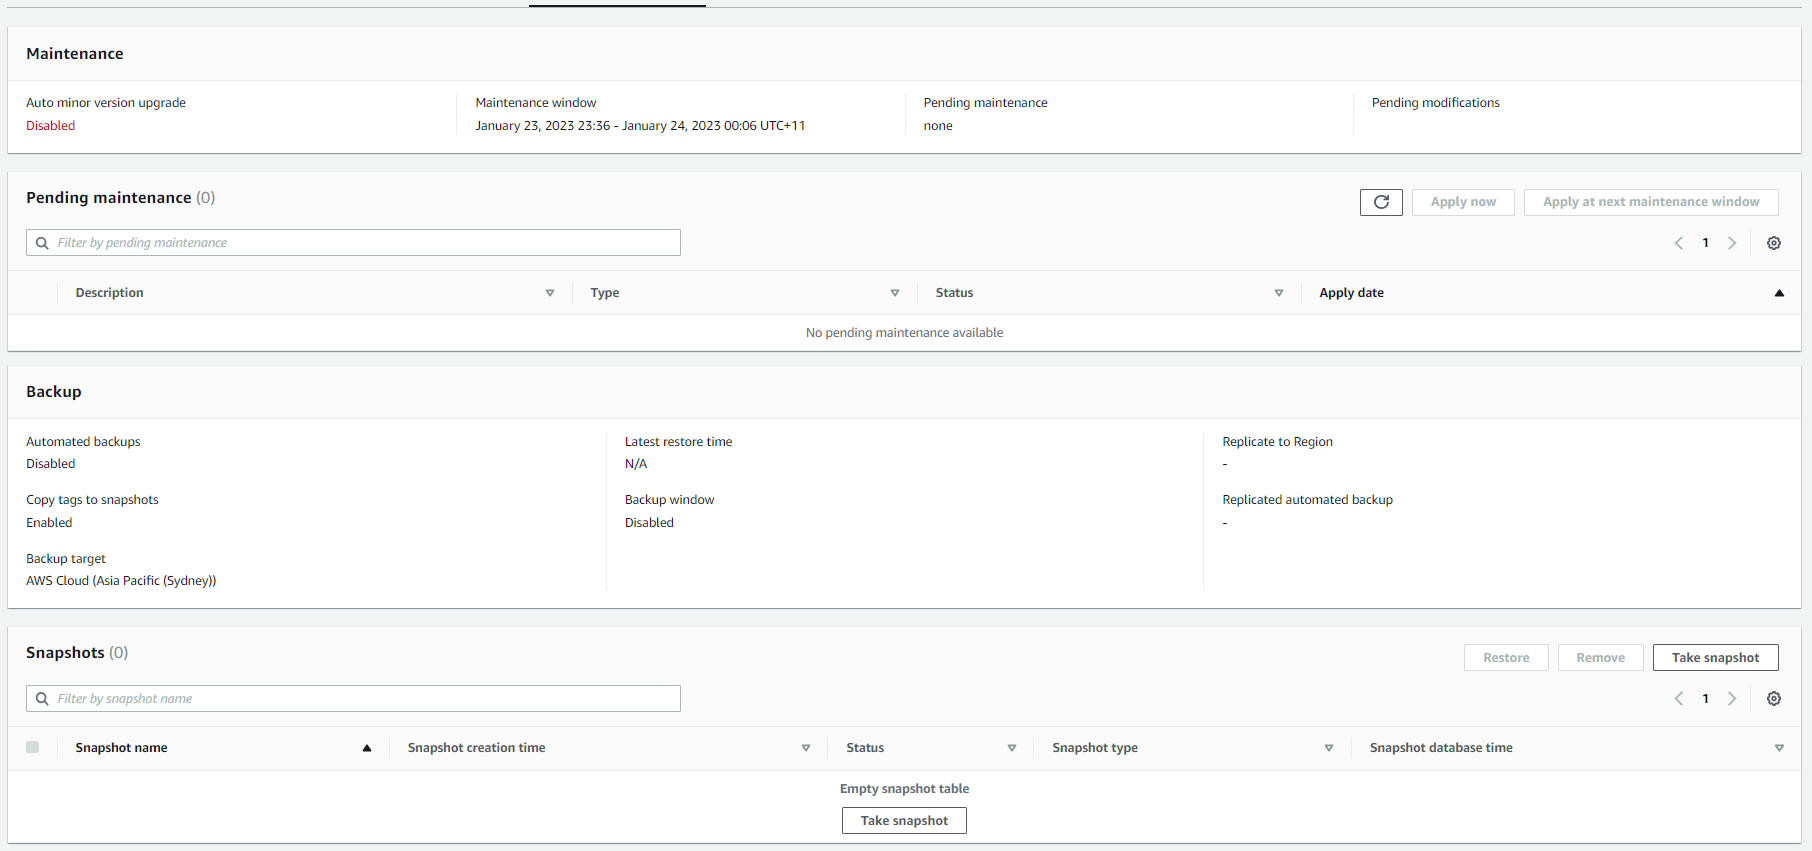 Maintenance
Auto minor version upgrade
Disabled
Maintenance window
January 23, 2023 23:36 - January 24, 2023 00:06 UTC+11
Pending maintenance
none
Pending modifications
Pending maintenance (0)
Apply now
Apply at next maintenance window
Filter by pending maintenance
1
Description Type Status Apply date
No pending maintenance available
Backup
Automated backups
Disabled
Copy tags to snapshots
Enabled
Backup target
AWS Cloud (Asia Pacific (Sydney))
Latest restore time
N/A
Backup window
Disabled
Replicate to Region
-
Replicated automated backup
-
Snapshots (0)
Restore
Remove
Take snapshot
Filter by snapshot name
1
Snapshot name Snapshot creation time Status Snapshot type Snapshot database time
Empty snapshot table
Take snapshot